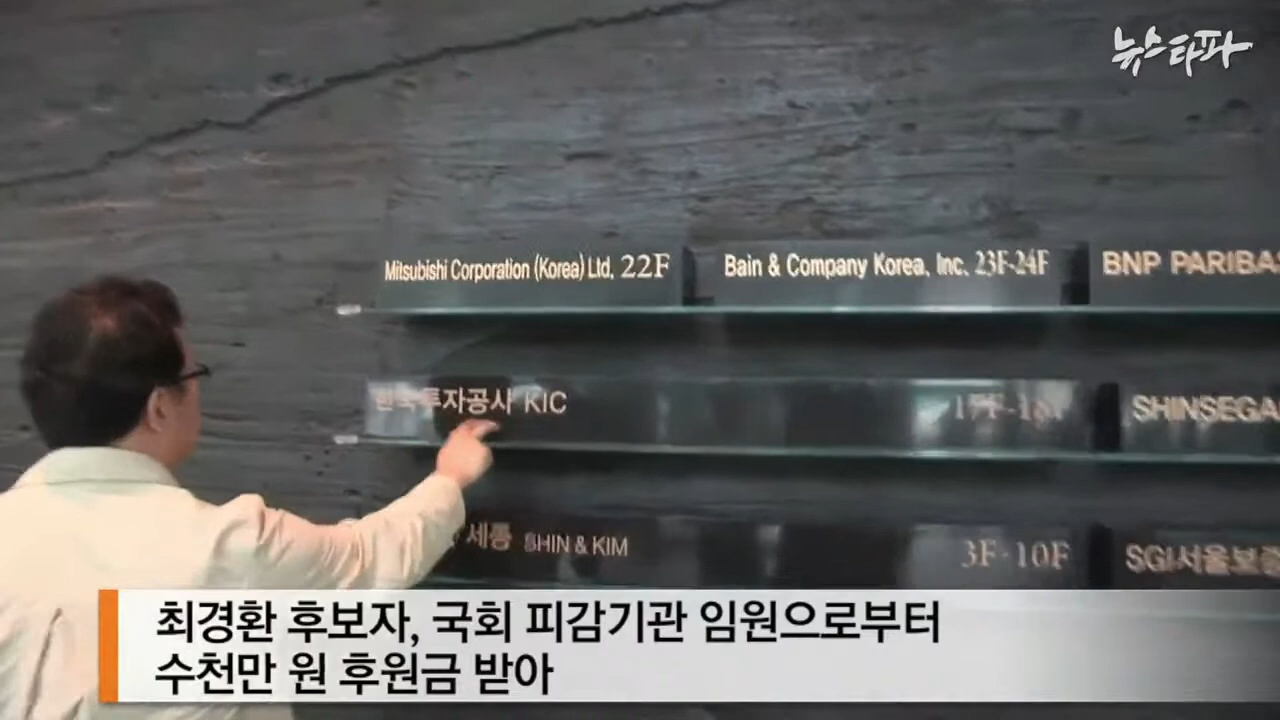 뉴스타파
Mitsubishi Corporation (Korea) Ltd. 22F
Bain & Company Korea, Inc. 23F-24F
BNP PARIBAS
한국투자공사 KIC
SHINSEGA
세종 SHIN & KIM 3F-10F
SGI서울보증
최경환 후보자, 국회 피감기관 임원으로부터
수천만 원 후원금 받아